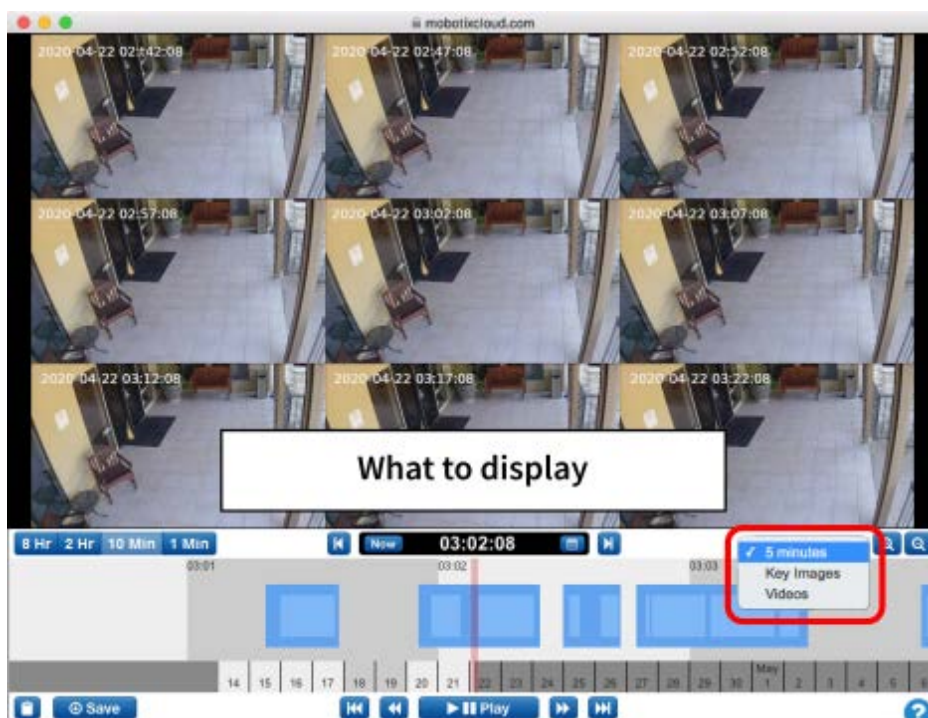 mobotixcloud.com
2020-04-22 02:42:08
2020-04-22 02:47:08
2020-04-22 02:52:08
2020-04-22 02:57:08
2020-04-22 03:02:08
2020-04-22 03:07:08
2020-04-22 03:12:08
2020-04-22 03:17:08
2020-04-22 03:22:08
What to display
8 Hr 2 Hr 10 Min 1 Min
Now 03:02:08
✓ 5 minutes
Key Images
Videos
03:01 03:02 03:03
May
14 15 16 17 18 19 20 21 22 23 24 25 26 27 28 29 30 1 2 3 4 5 6
Save
Play
?